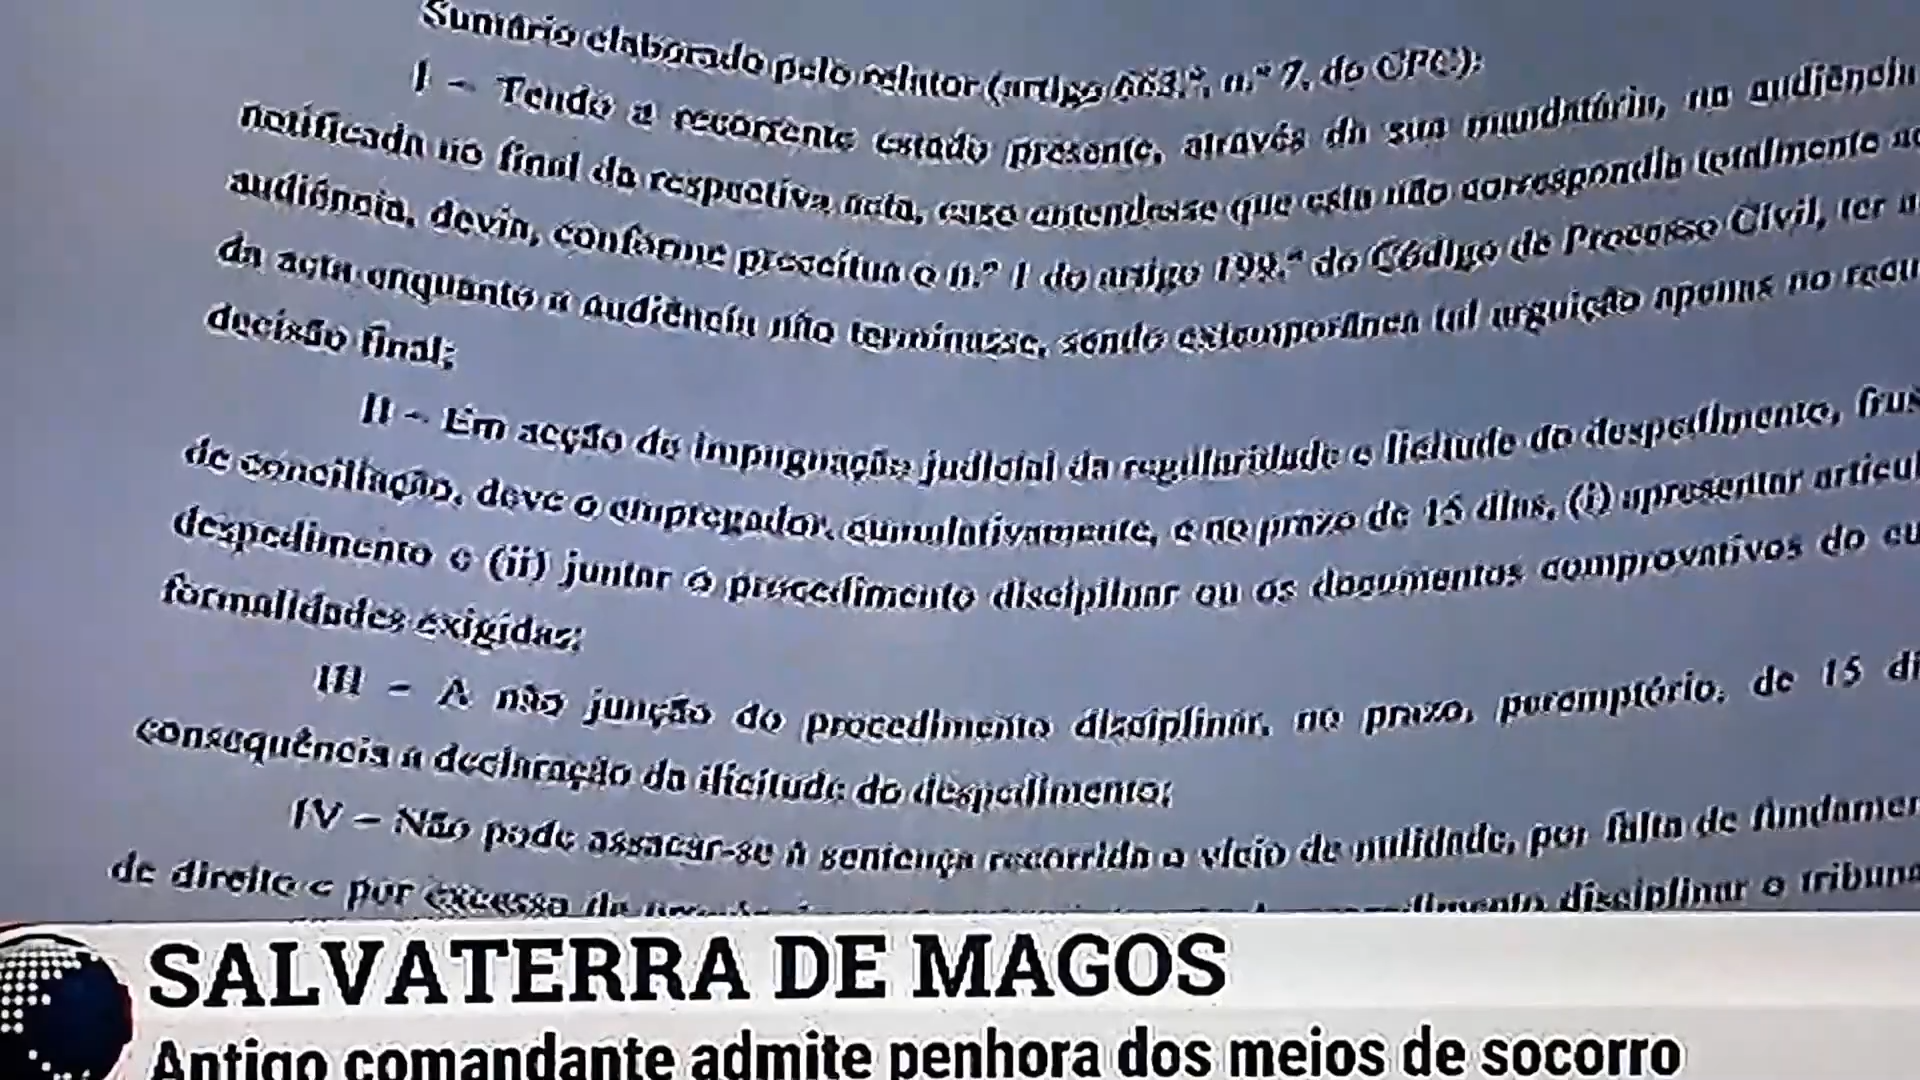 Sumário elaborado pelo relator (artigo 663.º, n.º 7, do CPC):
I – Tendo a recorrente estado presente, através da sua mandatária, na audiência
notificada no final da respectiva acta, caso entendesse que esta não correspondia totalmente ao
audiência, devia, conforme preceitua o n.º 1 do artigo 199.º do Código de Processo Civil, ter
da acta enquanto a audiência não terminasse, sendo extemporânea tal arguição apenas no
decisão final;
II – Em acção de impugnação judicial da regularidade e licitude do despedimento,
de conciliação, deve o empregador, cumulativamente, e no prazo de 15 dias, (i) apresentar
despedimento e (ii) juntar o procedimento disciplinar ou os documentos comprovativos do
formalidades exigidas;
III – A não junção do procedimento disciplinar, no prazo, peremptório, de 15
consequência a declaração da ilicitude do despedimento;
IV – Não pode assacar-se à sentença recorrida o vício de nulidade, por falta de
de direito e por excesso de disciplinar o
SALVATERRA DE MAGOS
Antigo comandante admite penhora dos meios de socorro